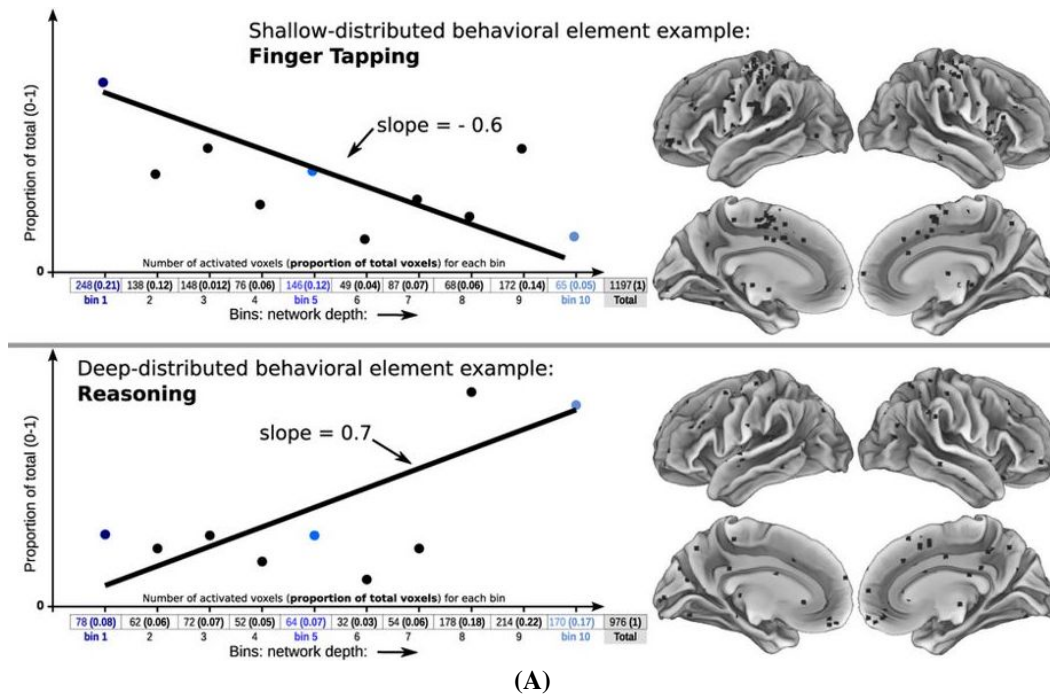 Shallow-distributed behavioral element example:
Finger Tapping
slope = - 0.6
Proportion of total (0-1)
0
Number of activated voxels (proportion of total voxels) for each bin
248 (0.21) 138 (0.12) 148 (0.012) 76 (0.06) 146 (0.12) 49 (0.04) 87 (0.07) 68 (0.06) 172 (0.14) 65 (0.05) 1197 (1)
bin 1 2 3 4 bin 5 6 7 8 9 bin 10 Total
Bins: network depth:
Deep-distributed behavioral element example:
Reasoning
slope = 0.7
Proportion of total (0-1)
0
Number of activated voxels (proportion of total voxels) for each bin
78 (0.08) 62 (0.06) 72 (0.07) 52 (0.05) 64 (0.07) 32 (0.03) 54 (0.06) 178 (0.18) 214 (0.22) 170 (0.17) 976 (1)
bin 1 2 3 4 bin 5 6 7 8 9 bin 10 Total
Bins: network depth:
(A)